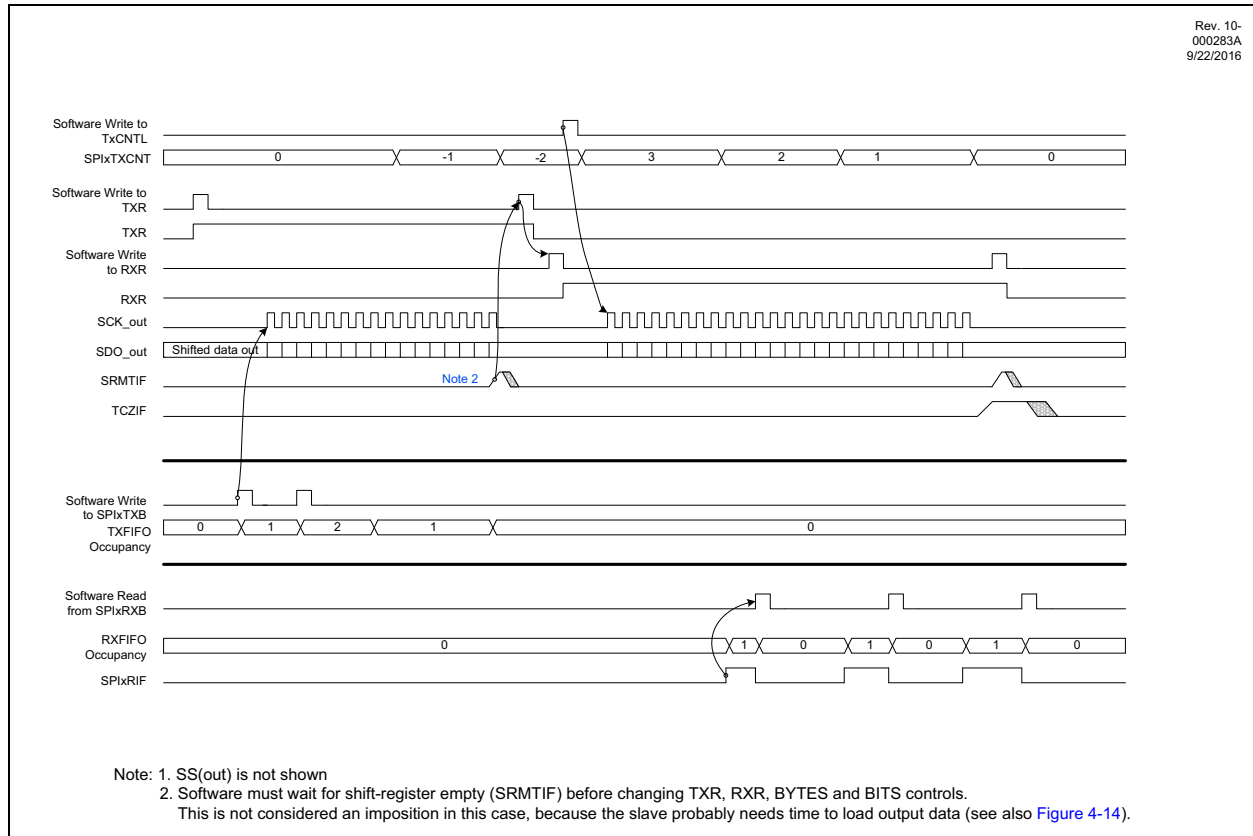 Rev. 10-
000283A
9/22/2016
Software Write to
TxCNTL
SPIxTXCNT
0 -1 -2 3 2 1 0
Software Write to
TXR
TXR
Software Write
to RXR
RXR
SCK_out
SDO_out
Shifted data out
SRMTIF
Note 2
TCZIF
Software Write
to SPIxTXB
TXFIFO
Occupancy
0 1 2 1 0
Software Read
from SPIxRXB
RXFIFO
Occupancy
0 1 0 1 0 1 0
SPIxRIF
Note: 1. SS(out) is not shown
2. Software must wait for shift-register empty (SRMTIF) before changing TXR, RXR, BYTES and BITS controls.
This is not considered an imposition in this case, because the slave probably needs time to load output data (see also Figure 4-14).